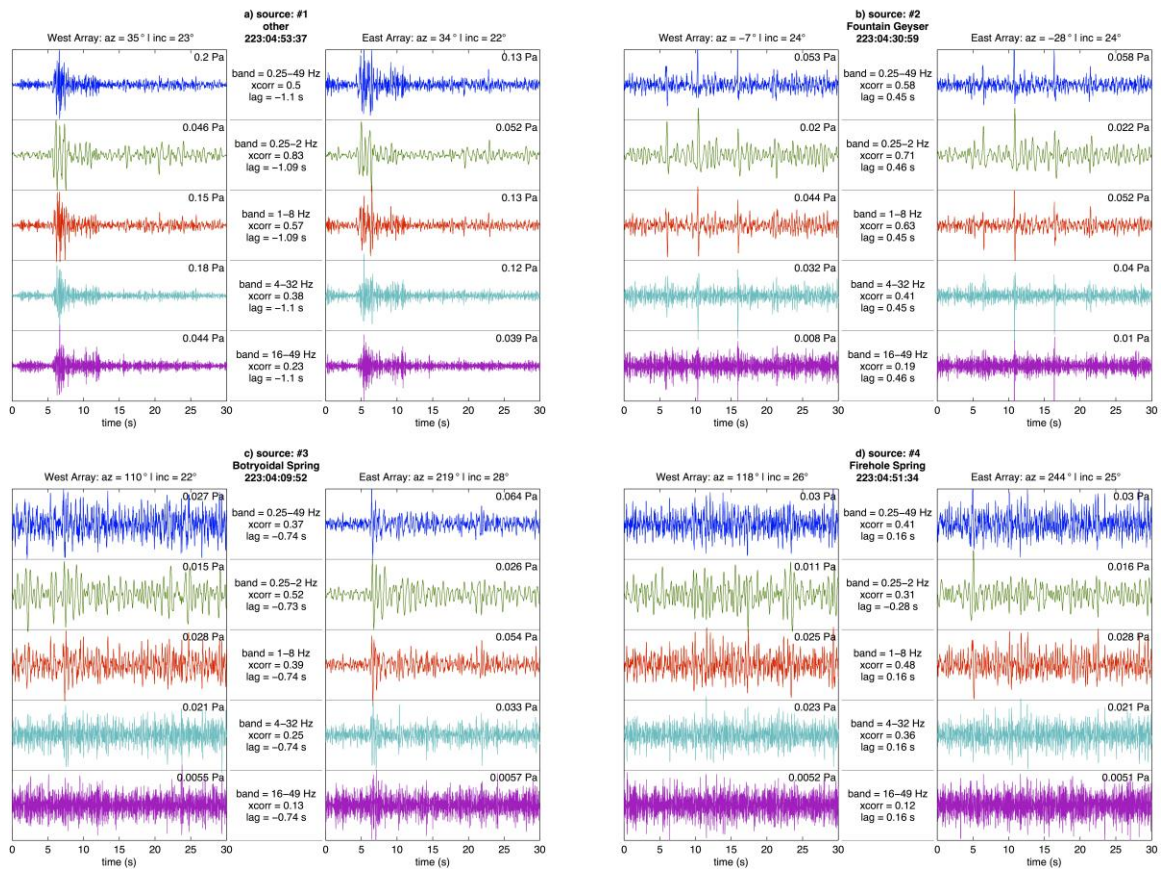 a) source: #1
other
223:04:53:37
West Array: az = 35° | inc = 23°
East Array: az = 34° | inc = 22°
0.2 Pa
band = 0.25–49 Hz
xcorr = 0.5
lag = −1.1 s
0.13 Pa
0.046 Pa
band = 0.25–2 Hz
xcorr = 0.83
lag = −1.09 s
0.052 Pa
0.15 Pa
band = 1–8 Hz
xcorr = 0.57
lag = −1.09 s
0.13 Pa
0.18 Pa
band = 4–32 Hz
xcorr = 0.38
lag = −1.1 s
0.12 Pa
0.044 Pa
band = 16–49 Hz
xcorr = 0.23
lag = −1.1 s
0.039 Pa
0 5 10 15 20 25 30
time (s)
0 5 10 15 20 25 30
time (s)
b) source: #2
Fountain Geyser
223:04:30:59
West Array: az = −7° | inc = 24°
East Array: az = −28° | inc = 24°
0.053 Pa
band = 0.25–49 Hz
xcorr = 0.58
lag = 0.45 s
0.058 Pa
0.02 Pa
band = 0.25–2 Hz
xcorr = 0.71
lag = 0.46 s
0.022 Pa
0.044 Pa
band = 1–8 Hz
xcorr = 0.63
lag = 0.45 s
0.052 Pa
0.032 Pa
band = 4–32 Hz
xcorr = 0.41
lag = 0.45 s
0.04 Pa
0.008 Pa
band = 16–49 Hz
xcorr = 0.19
lag = 0.46 s
0.01 Pa
0 5 10 15 20 25 30
time (s)
0 5 10 15 20 25 30
time (s)
c) source: #3
Botryoidal Spring
223:04:09:52
West Array: az = 110° | inc = 22°
East Array: az = 219° | inc = 28°
0.027 Pa
band = 0.25–49 Hz
xcorr = 0.37
lag = −0.74 s
0.064 Pa
0.015 Pa
band = 0.25–2 Hz
xcorr = 0.52
lag = −0.73 s
0.026 Pa
0.028 Pa
band = 1–8 Hz
xcorr = 0.39
lag = −0.74 s
0.054 Pa
0.021 Pa
band = 4–32 Hz
xcorr = 0.25
lag = −0.74 s
0.033 Pa
0.0055 Pa
band = 16–49 Hz
xcorr = 0.13
lag = −0.74 s
0.0057 Pa
0 5 10 15 20 25 30
time (s)
0 5 10 15 20 25 30
time (s)
d) source: #4
Firehole Spring
223:04:51:34
West Array: az = 118° | inc = 26°
East Array: az = 244° | inc = 25°
0.03 Pa
band = 0.25–49 Hz
xcorr = 0.41
lag = 0.16 s
0.03 Pa
0.011 Pa
band = 0.25–2 Hz
xcorr = 0.31
lag = −0.28 s
0.016 Pa
0.025 Pa
band = 1–8 Hz
xcorr = 0.48
lag = 0.16 s
0.028 Pa
0.023 Pa
band = 4–32 Hz
xcorr = 0.36
lag = 0.16 s
0.021 Pa
0.0052 Pa
band = 16–49 Hz
xcorr = 0.12
lag = 0.16 s
0.0051 Pa
0 5 10 15 20 25 30
time (s)
0 5 10 15 20 25 30
time (s)